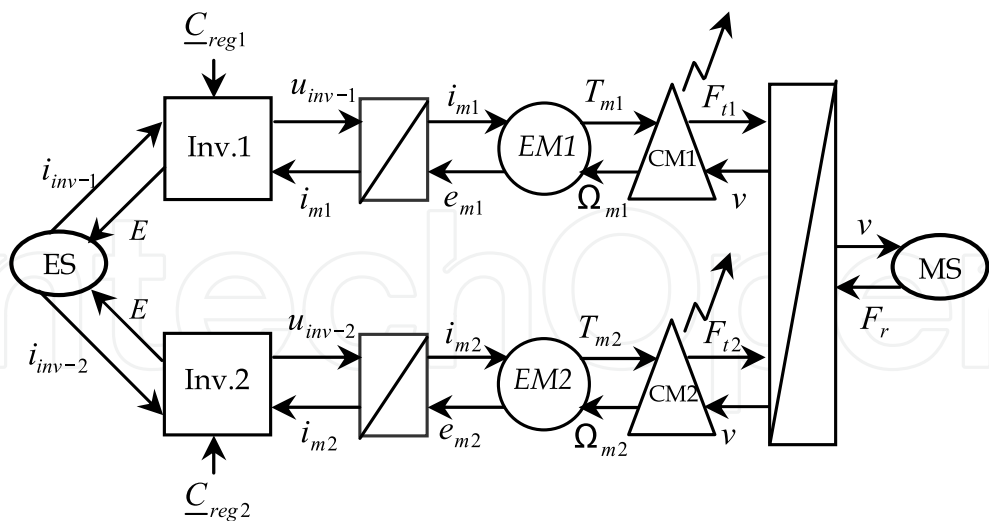 C_reg1
u_inv-1
i_m1
T_m1
F_t1
Inv.1
EM1
CM1
i_inv-1
i_m1
e_m1
Ω_m1
v
E
v
ES
MS
E
F_r
u_inv-2
i_m2
T_m2
F_t2
i_inv-2
Inv.2
EM2
CM2
i_m2
e_m2
Ω_m2
v
C_reg2